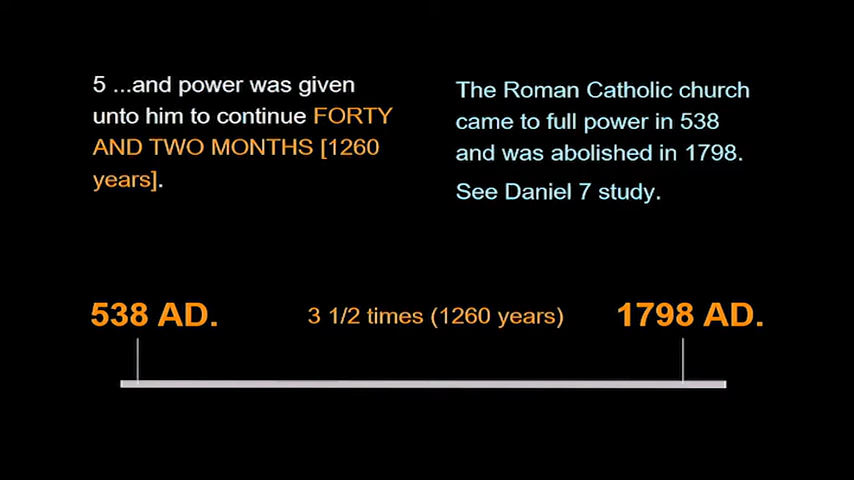 5 ...and power was given
unto him to continue FORTY
AND TWO MONTHS [1260
years].
The Roman Catholic church
came to full power in 538
and was abolished in 1798.
See Daniel 7 study.
538 AD.
3 1/2 times (1260 years)
1798 AD.